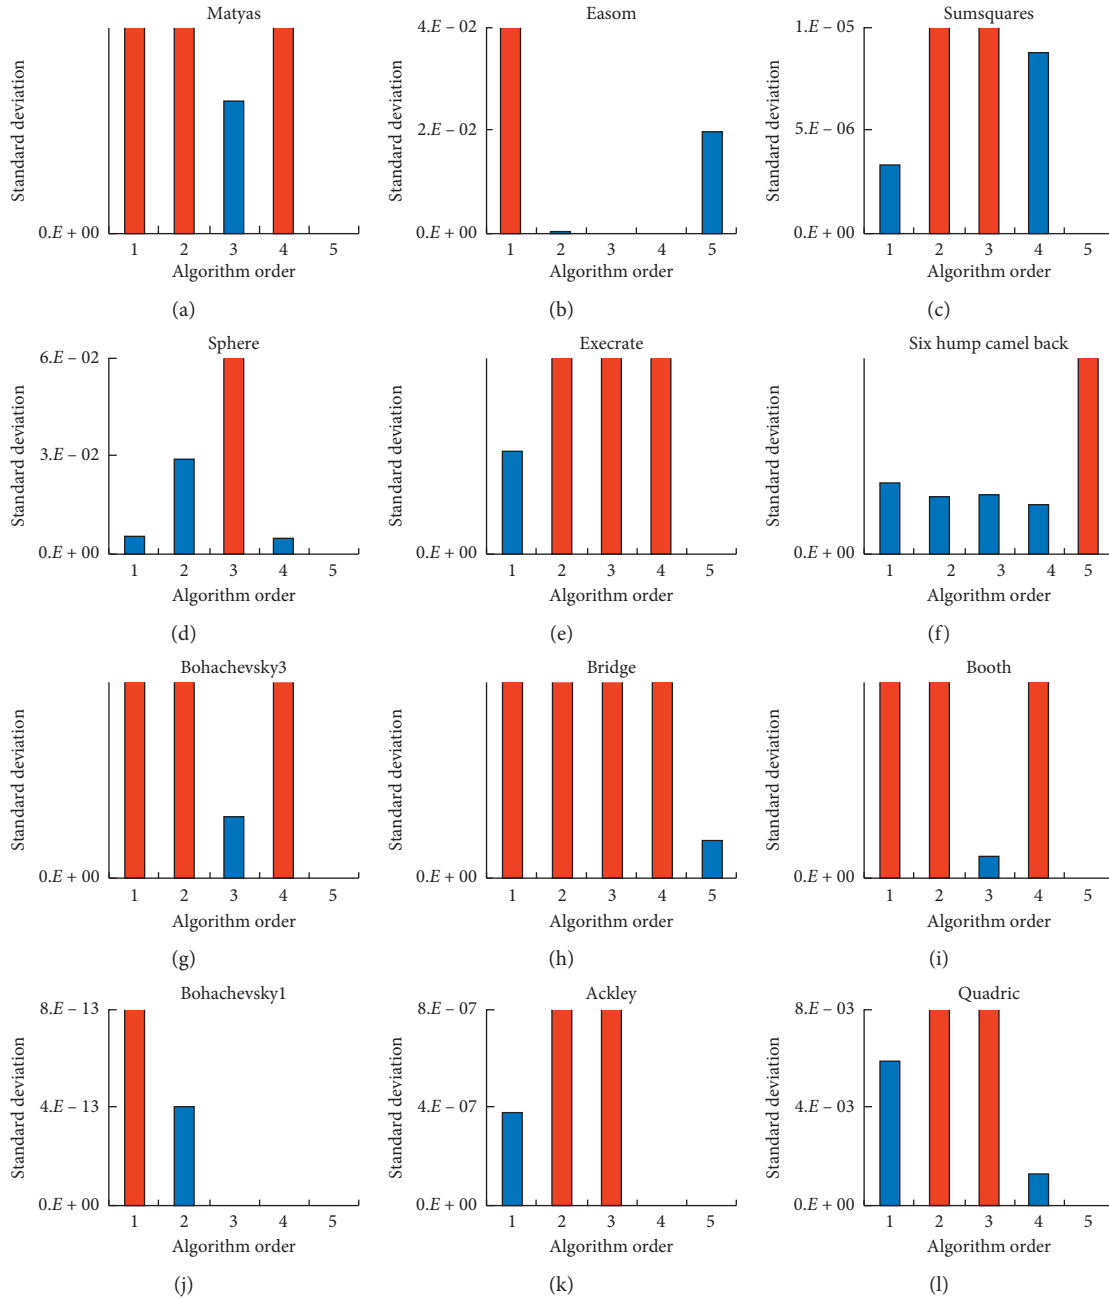 Matyas
Standard deviation
0.E + 00
1 2 3 4 5
Algorithm order
(a)
Easom
Standard deviation
4.E – 02
2.E – 02
0.E + 00
1 2 3 4 5
Algorithm order
(b)
Sumsquares
Standard deviation
1.E – 05
5.E – 06
0.E + 00
1 2 3 4 5
Algorithm order
(c)
Sphere
Standard deviation
6.E – 02
3.E – 02
0.E + 00
1 2 3 4 5
Algorithm order
(d)
Execrate
Standard deviation
0.E + 00
1 2 3 4 5
Algorithm order
(e)
Six hump camel back
Standard deviation
0.E + 00
1 2 3 4 5
Algorithm order
(f)
Bohachevsky3
Standard deviation
0.E + 00
1 2 3 4 5
Algorithm order
(g)
Bridge
Standard deviation
0.E + 00
1 2 3 4 5
Algorithm order
(h)
Booth
Standard deviation
0.E + 00
1 2 3 4 5
Algorithm order
(i)
Bohachevsky1
Standard deviation
8.E – 13
4.E – 13
0.E + 00
1 2 3 4 5
Algorithm order
(j)
Ackley
Standard deviation
8.E – 07
4.E – 07
0.E + 00
1 2 3 4 5
Algorithm order
(k)
Quadric
Standard deviation
8.E – 03
4.E – 03
0.E + 00
1 2 3 4 5
Algorithm order
(l)